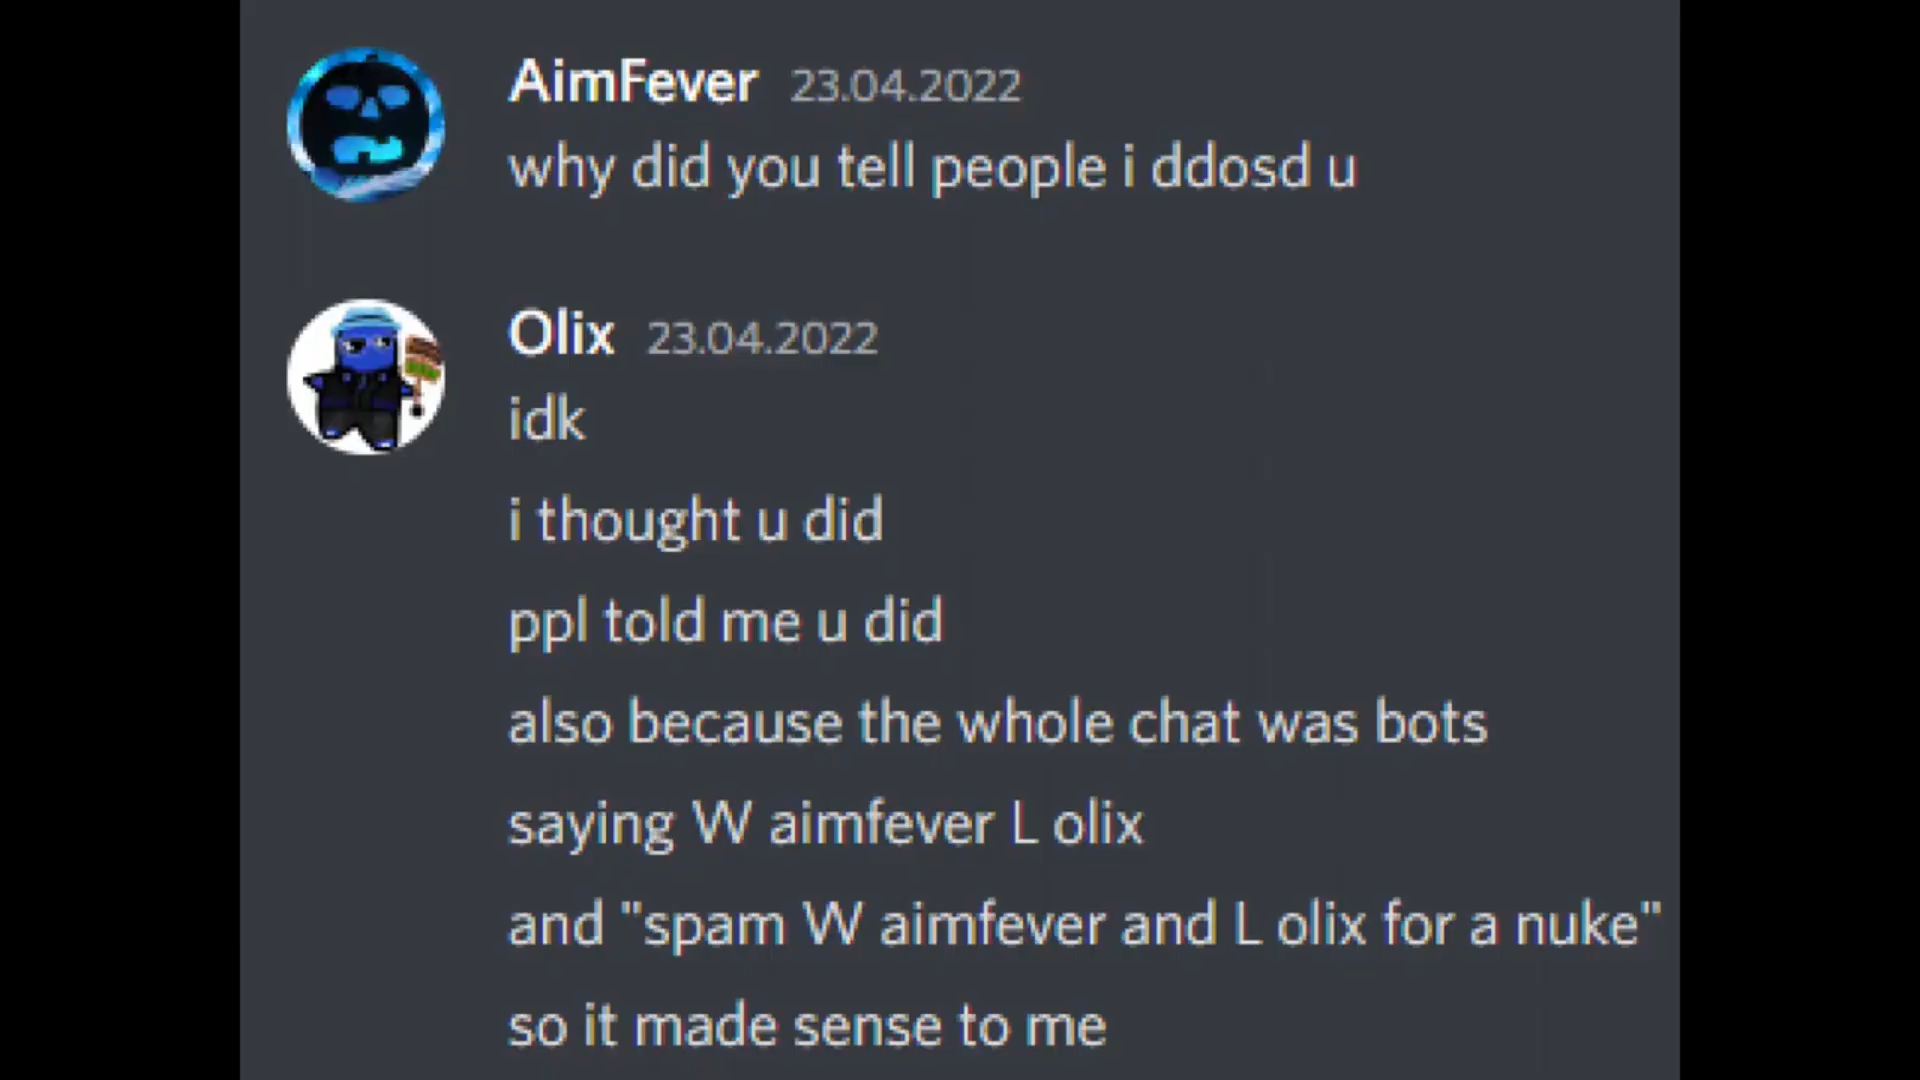 AimFever 23.04.2022
why did you tell people i ddosd u
Olix 23.04.2022
idk
i thought u did
ppl told me u did
also because the whole chat was bots
saying W aimfever L olix
and "spam W aimfever and L olix for a nuke"
so it made sense to me